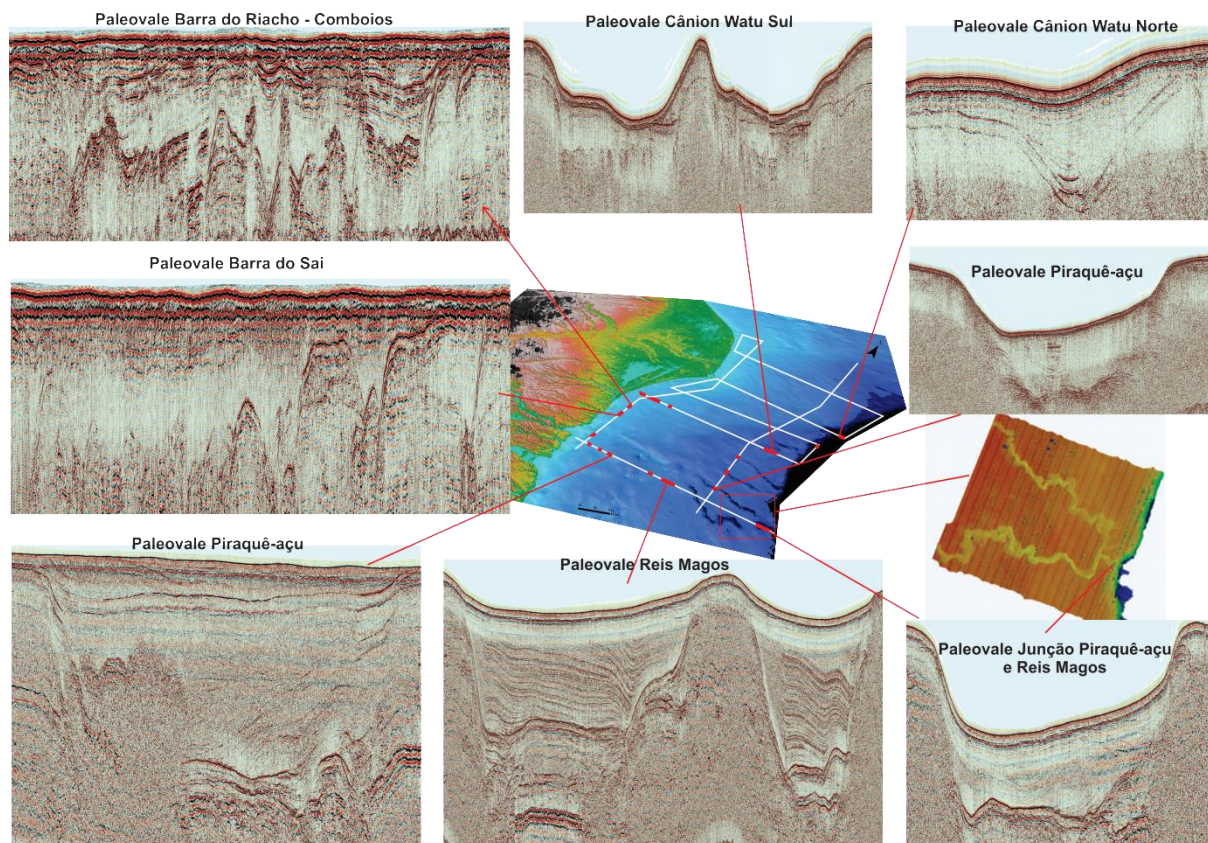 Paleovale Barra do Riacho - Comboios
Paleovale Cânion Watu Sul
Paleovale Cânion Watu Norte
Paleovale Barra do Sai
Paleovale Piraquê-açu
Paleovale Piraquê-açu
Paleovale Reis Magos
Paleovale Junção Piraquê-açu
e Reis Magos